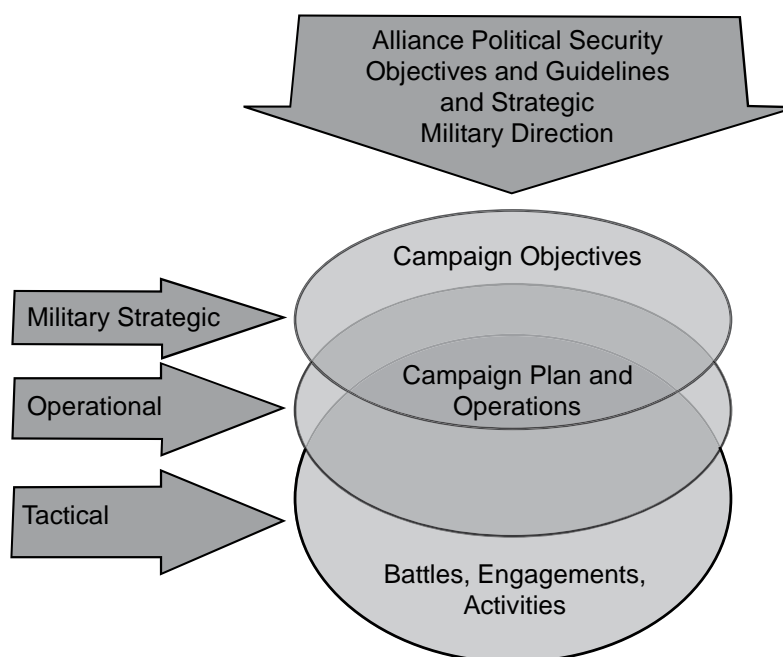 Alliance Political Security
Objectives and Guidelines
and Strategic
Military Direction
Campaign Objectives
Military Strategic
Campaign Plan and
Operations
Operational
Tactical
Battles, Engagements,
Activities